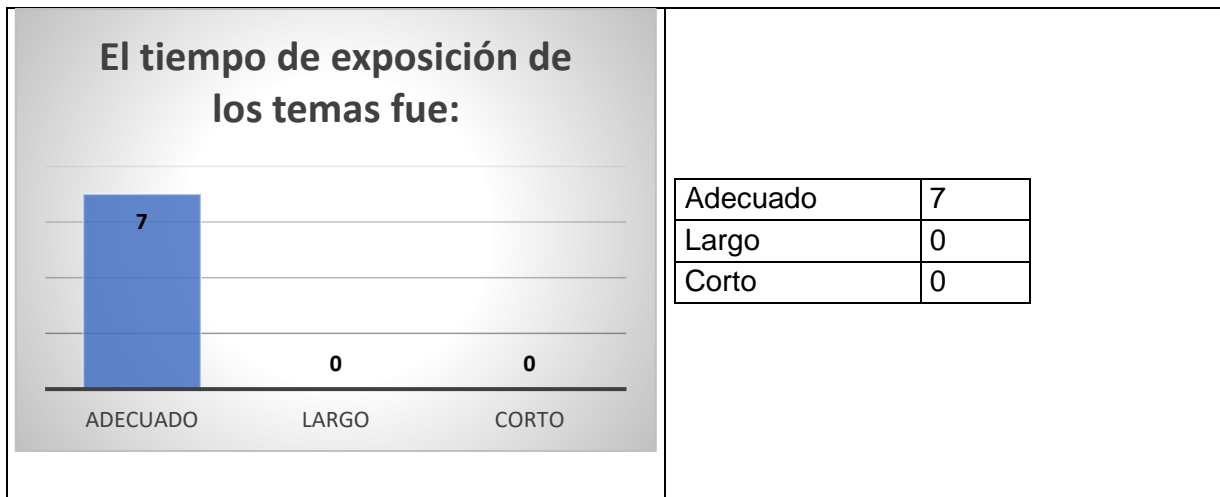 El tiempo de exposición de
los temas fue:
7
0
0
ADECUADO
LARGO
CORTO
Adecuado 7
Largo 0
Corto 0